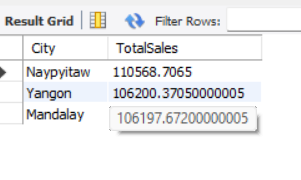 Result Grid Filter Rows:
City TotalSales
Naypyitaw 110568.7065
Yangon 106200.37050000005
Mandalay 106197.67200000005